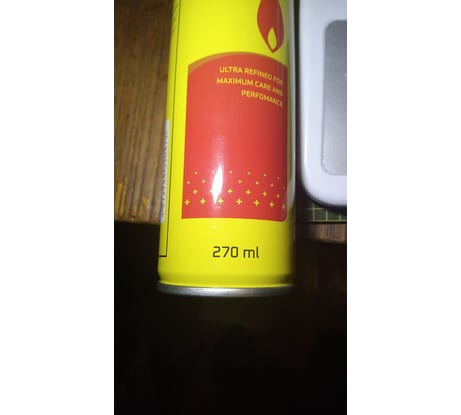 ULTRA REFINED FOR
MAXIMUM CARE AND
PERFOMANCE
270 ml